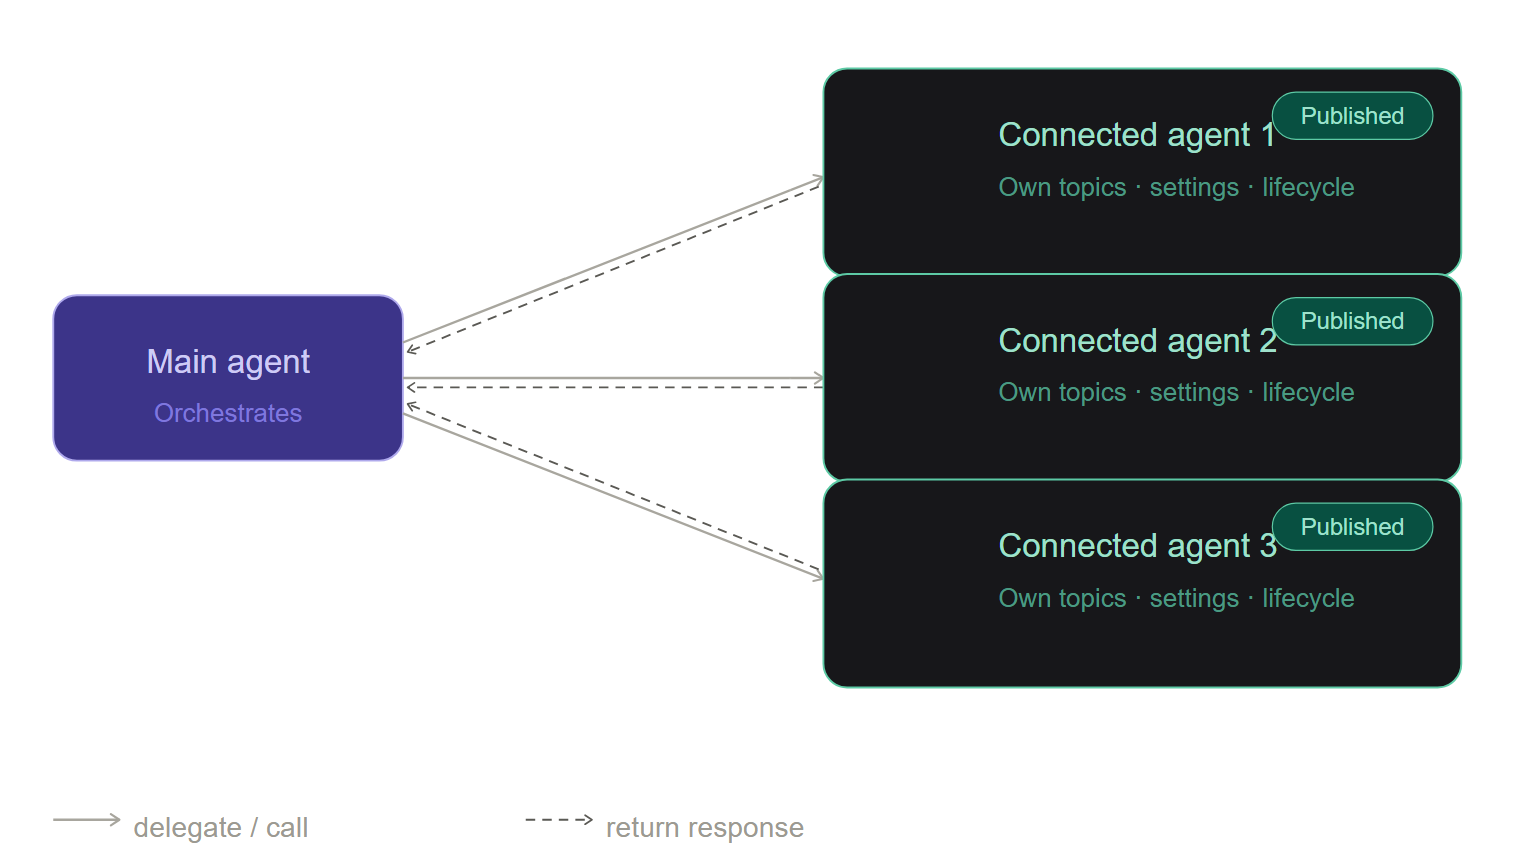 Main agent
Orchestrates
Connected agent 1
Published
Own topics · settings · lifecycle
Connected agent 2
Published
Own topics · settings · lifecycle
Connected agent 3
Published
Own topics · settings · lifecycle
delegate / call
return response